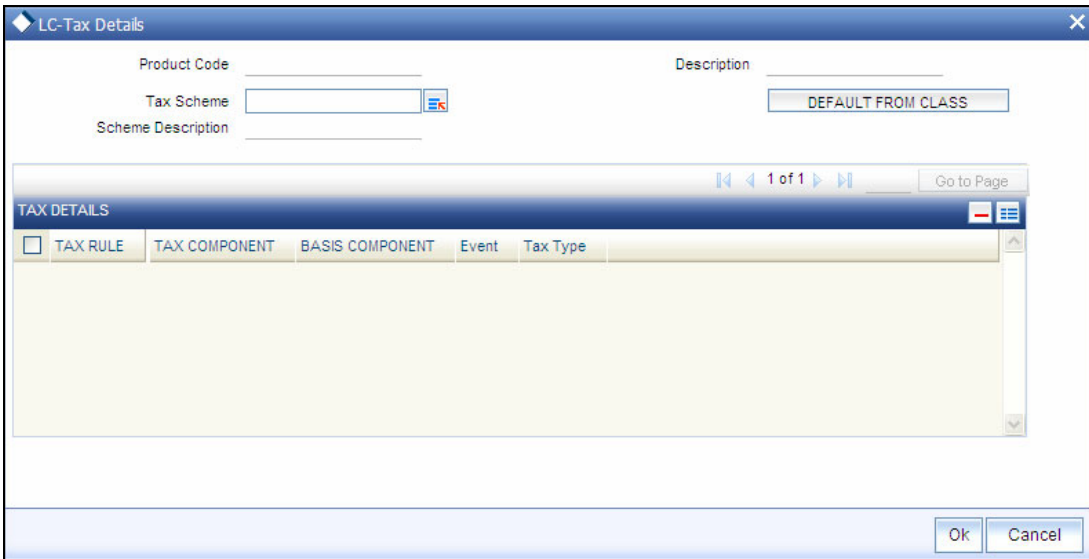 LC-Tax Details
Product Code
Description
Tax Scheme
DEFAULT FROM CLASS
Scheme Description
1 of 1
Go to Page
TAX DETAILS
TAX RULE TAX COMPONENT BASIS COMPONENT Event Tax Type
Ok Cancel